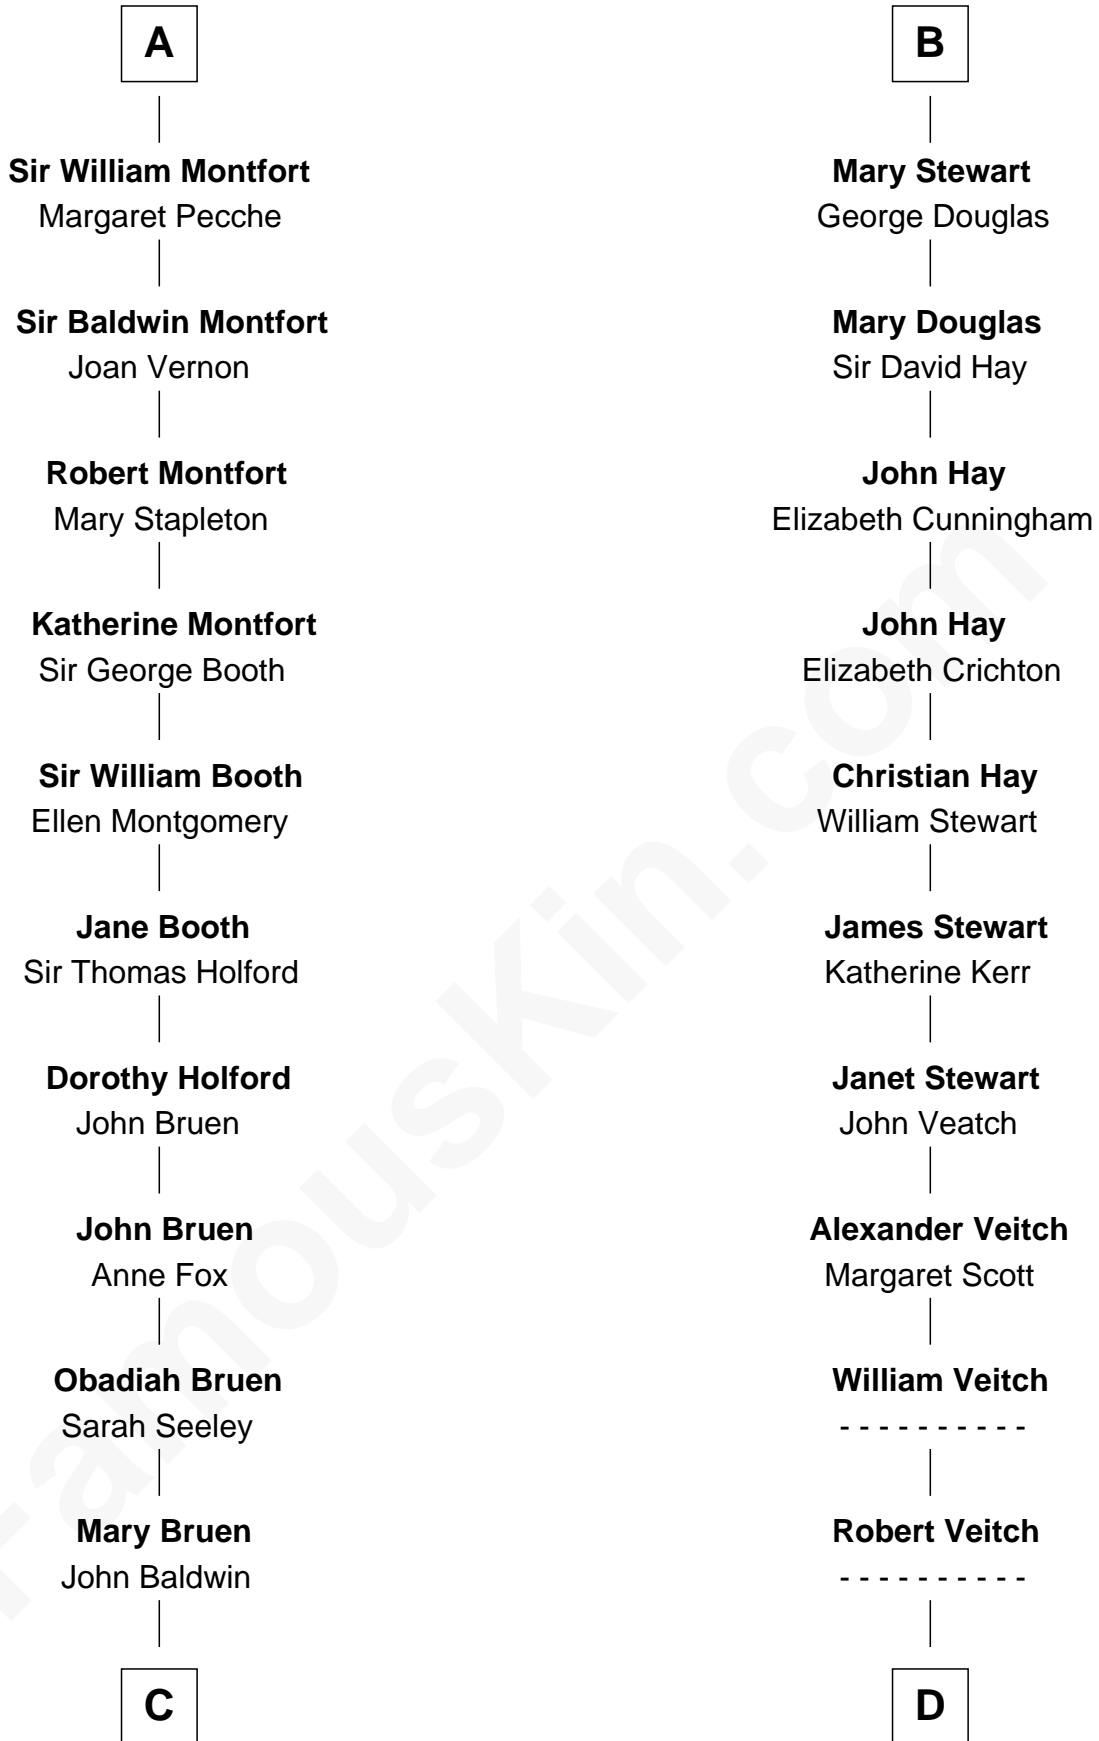 A
Sir William Montfort
Margaret Pecche
Sir Baldwin Montfort
Joan Vernon
Robert Montfort
Mary Stapleton
Katherine Montfort
Sir George Booth
Sir William Booth
Ellen Montgomery
Jane Booth
Sir Thomas Holford
Dorothy Holford
John Bruen
John Bruen
Anne Fox
Obadiah Bruen
Sarah Seeley
Mary Bruen
John Baldwin
C
B
Mary Stewart
George Douglas
Mary Douglas
Sir David Hay
John Hay
Elizabeth Cunningham
John Hay
Elizabeth Crichton
Christian Hay
William Stewart
James Stewart
Katherine Kerr
Janet Stewart
John Veatch
Alexander Veitch
Margaret Scott
William Veitch
- - - - - - - - - -
Robert Veitch
- - - - - - - - - -
D
FamousKin.com